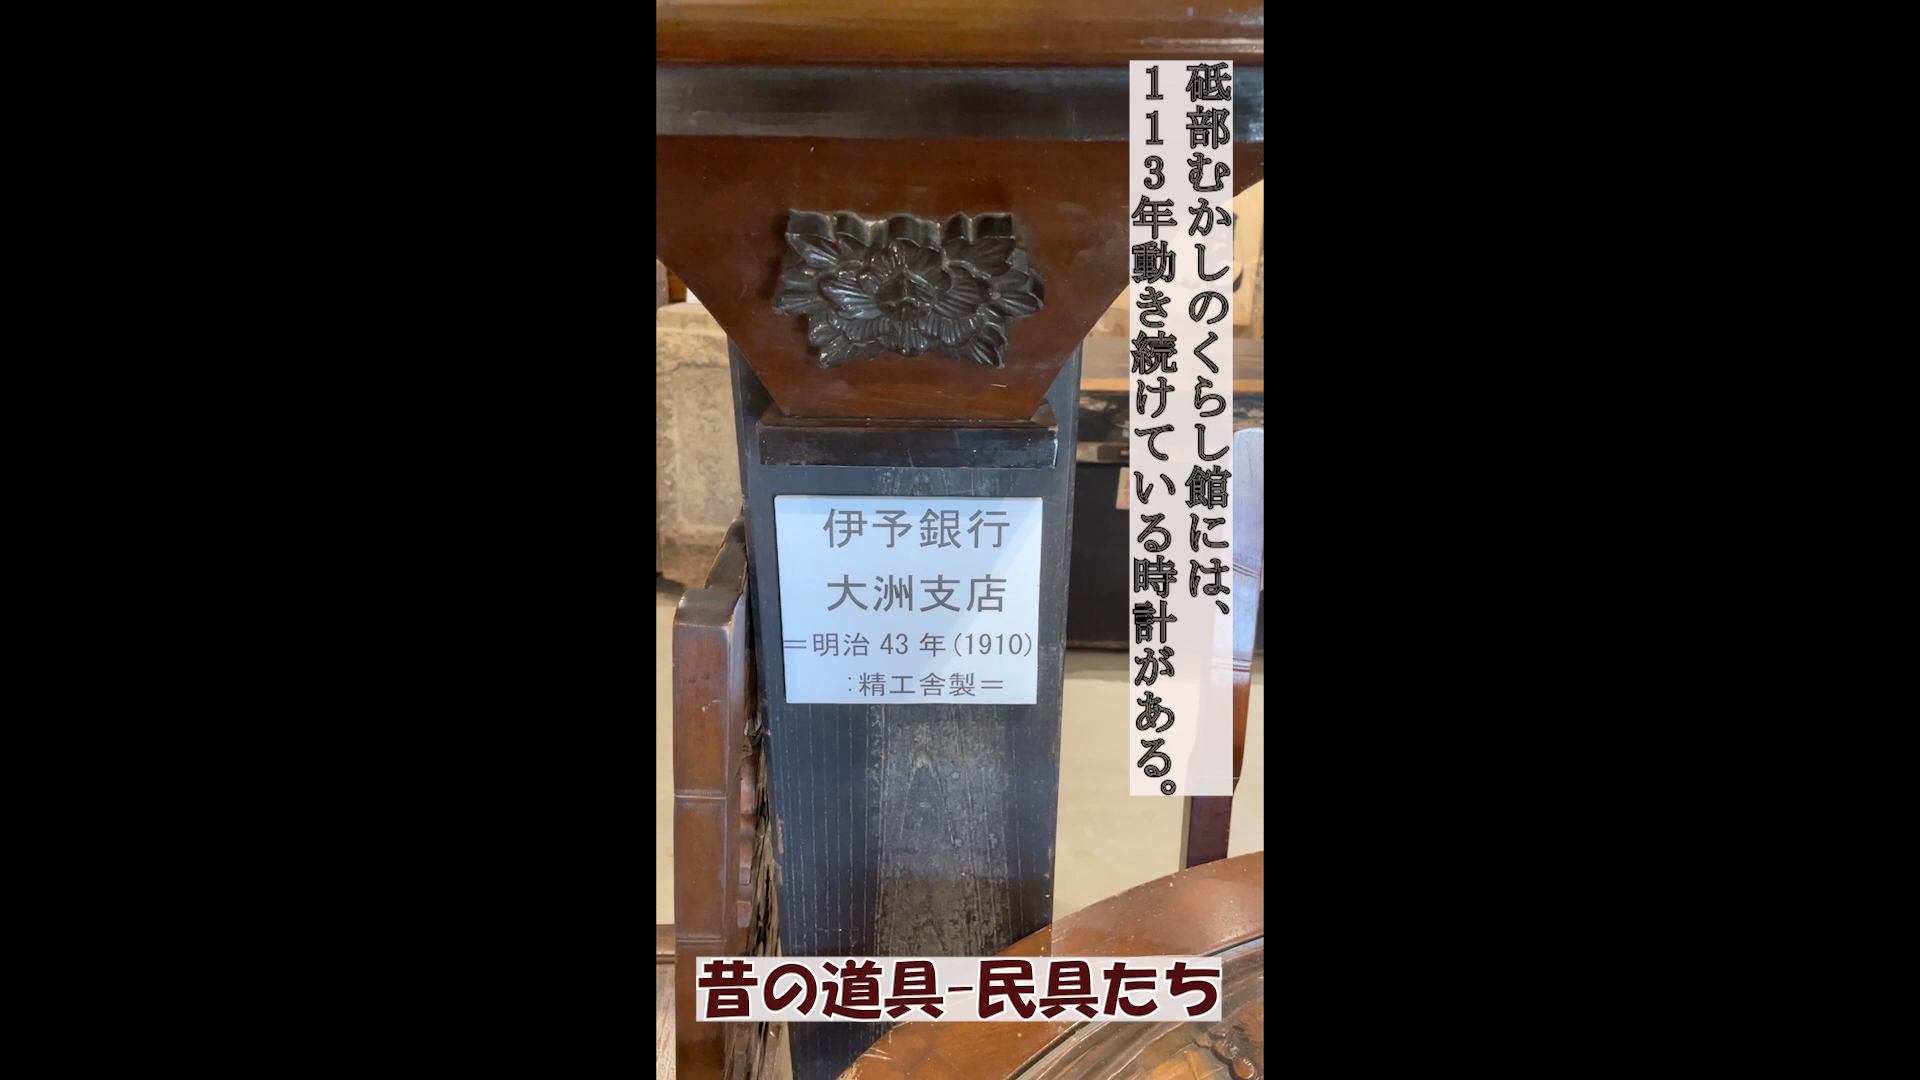 砥部むかしのくらし館には、
113年動き続けている時計がある。
伊予銀行
大洲支店
＝明治 43 年(1910)
:精工舎製＝
昔の道具-民具たち